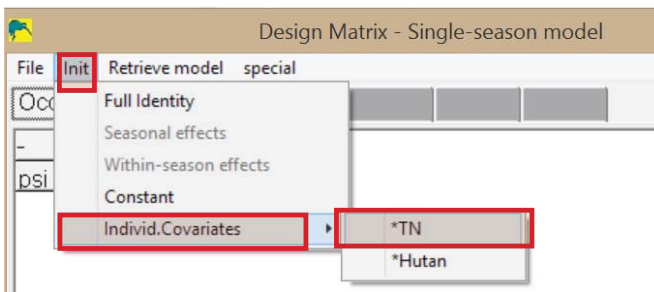 Design Matrix - Single-season model
File Init Retrieve model special
Full Identity
Seasonal effects
-
Within-season effects
psi
Constant
Individ.Covariates
*TN
*Hutan